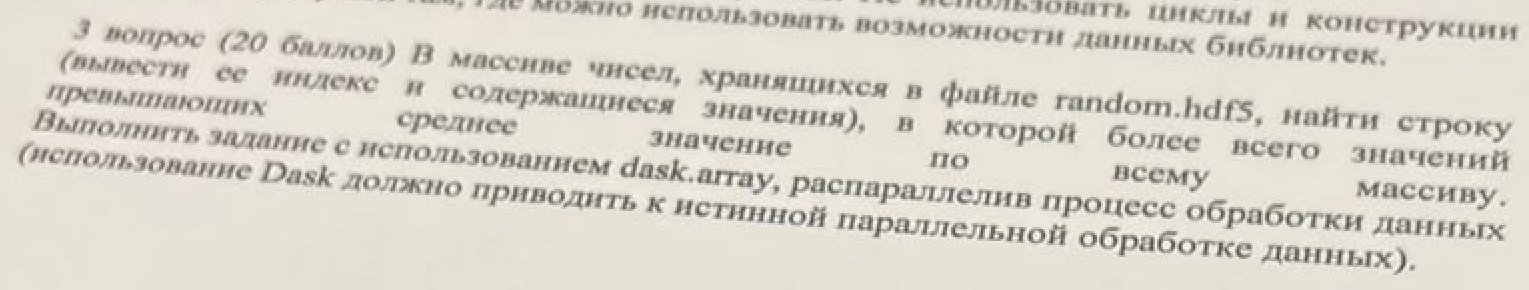 использовать циклы и конструкции
там, где можно использовать возможности данных библиотек.
3 вопрос (20 баллов) В массиве чисел, хранящихся в файле random.hdf5, найти строку
(вывести ее индекс и содержащиеся значения), в которой более всего значений
превышающих среднее значение по всему массиву.
Выполнить задание с использованием dask.array, распараллелив процесс обработки данных
(использование Dask должно приводить к истинной параллельной обработке данных).